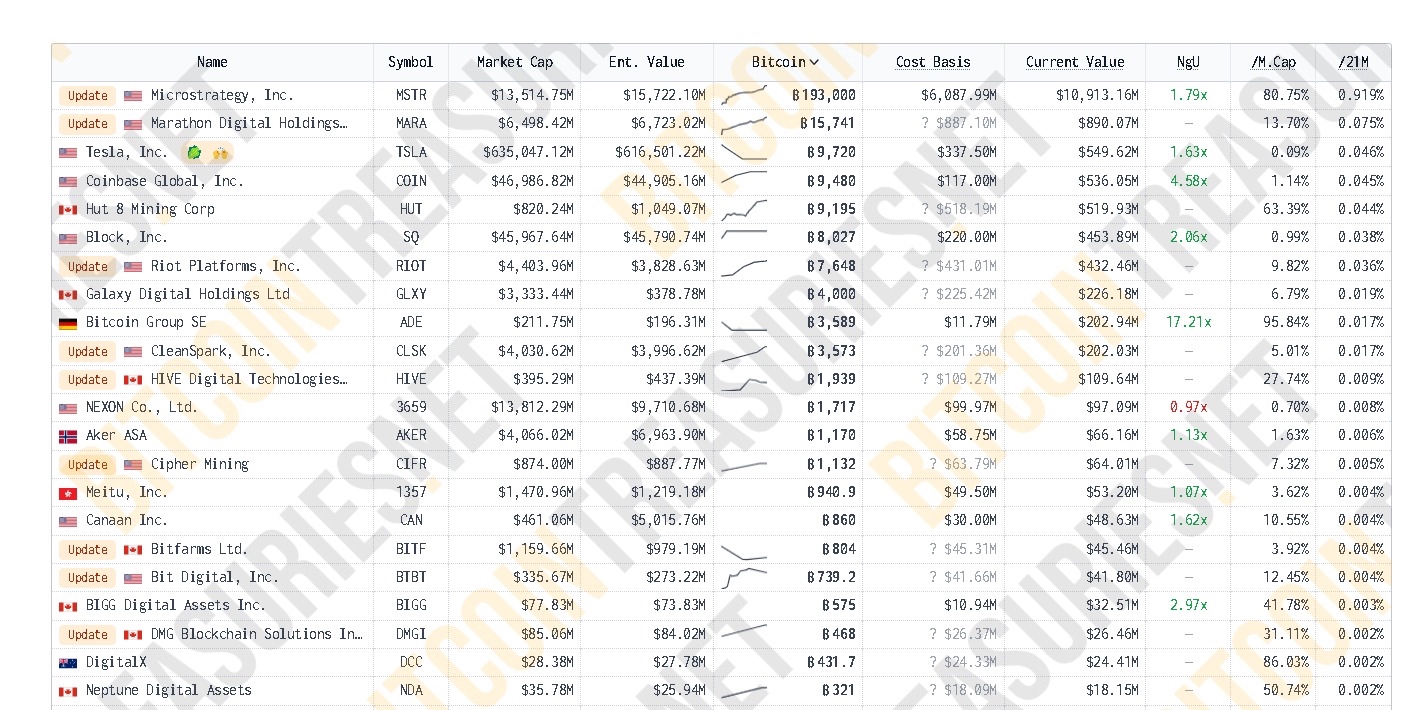 Name Symbol Market Cap Ent. Value Bitcoin Cost Basis Current Value NgU /M.Cap /21M
Update Microstrategy, Inc. MSTR $13,514.75M $15,722.10M ฿193,000 $6,087.99M $10,913.16M 1.79x 80.75% 0.919%
Update Marathon Digital Holdings… MARA $6,498.42M $6,723.02M ฿15,741 ? $887.10M $890.07M – 13.70% 0.075%
Tesla, Inc. TSLA $635,047.12M $616,501.22M ฿9,720 $337.50M $549.62M 1.63x 0.09% 0.046%
Coinbase Global, Inc. COIN $46,986.82M $44,905.16M ฿9,480 $117.00M $536.05M 4.58x 1.14% 0.045%
Hut 8 Mining Corp HUT $820.24M $1,049.07M ฿9,195 ? $518.19M $519.93M – 63.39% 0.044%
Block, Inc. SQ $45,967.64M $45,790.74M ฿8,027 $220.00M $453.89M 2.06x 0.99% 0.038%
Update Riot Platforms, Inc. RIOT $4,403.96M $3,828.63M ฿7,648 ? $431.01M $432.46M – 9.82% 0.036%
Galaxy Digital Holdings Ltd GLXY $3,333.44M $378.78M ฿4,000 ? $225.42M $226.18M – 6.79% 0.019%
Bitcoin Group SE ADE $211.75M $196.31M ฿3,589 $11.79M $202.94M 17.21x 95.84% 0.017%
Update CleanSpark, Inc. CLSK $4,030.62M $3,996.62M ฿3,573 ? $201.36M $202.03M – 5.01% 0.017%
Update HIVE Digital Technologies… HIVE $395.29M $437.39M ฿1,939 ? $109.27M $109.64M – 27.74% 0.009%
NEXON Co., Ltd. 3659 $13,812.29M $9,710.68M ฿1,717 $99.97M $97.09M 0.97x 0.70% 0.008%
Aker ASA AKER $4,066.02M $6,963.90M ฿1,170 $58.75M $66.16M 1.13x 1.63% 0.006%
Update Cipher Mining CIFR $874.00M $887.77M ฿1,132 ? $63.79M $64.01M – 7.32% 0.005%
Meitu, Inc. 1357 $1,470.96M $1,219.18M ฿940.9 $49.50M $53.20M 1.07x 3.62% 0.004%
Canaan Inc. CAN $461.06M $5,015.76M ฿860 $30.00M $48.63M 1.62x 10.55% 0.004%
Update Bitfarms Ltd. BITF $1,159.66M $979.19M ฿804 ? $45.31M $45.46M – 3.92% 0.004%
Update Bit Digital, Inc. BTBT $335.67M $273.22M ฿739.2 ? $41.66M $41.80M – 12.45% 0.004%
BIGG Digital Assets Inc. BIGG $77.83M $73.83M ฿575 $10.94M $32.51M 2.97x 41.78% 0.003%
Update DMG Blockchain Solutions In… DMGI $85.06M $84.02M ฿468 ? $26.37M $26.46M – 31.11% 0.002%
DigitalX DCC $28.38M $27.78M ฿431.7 ? $24.33M $24.41M – 86.03% 0.002%
Neptune Digital Assets NDA $35.78M $25.94M ฿321 ? $18.09M $18.15M – 50.74% 0.002%
BITCOINTREASURIES.NET